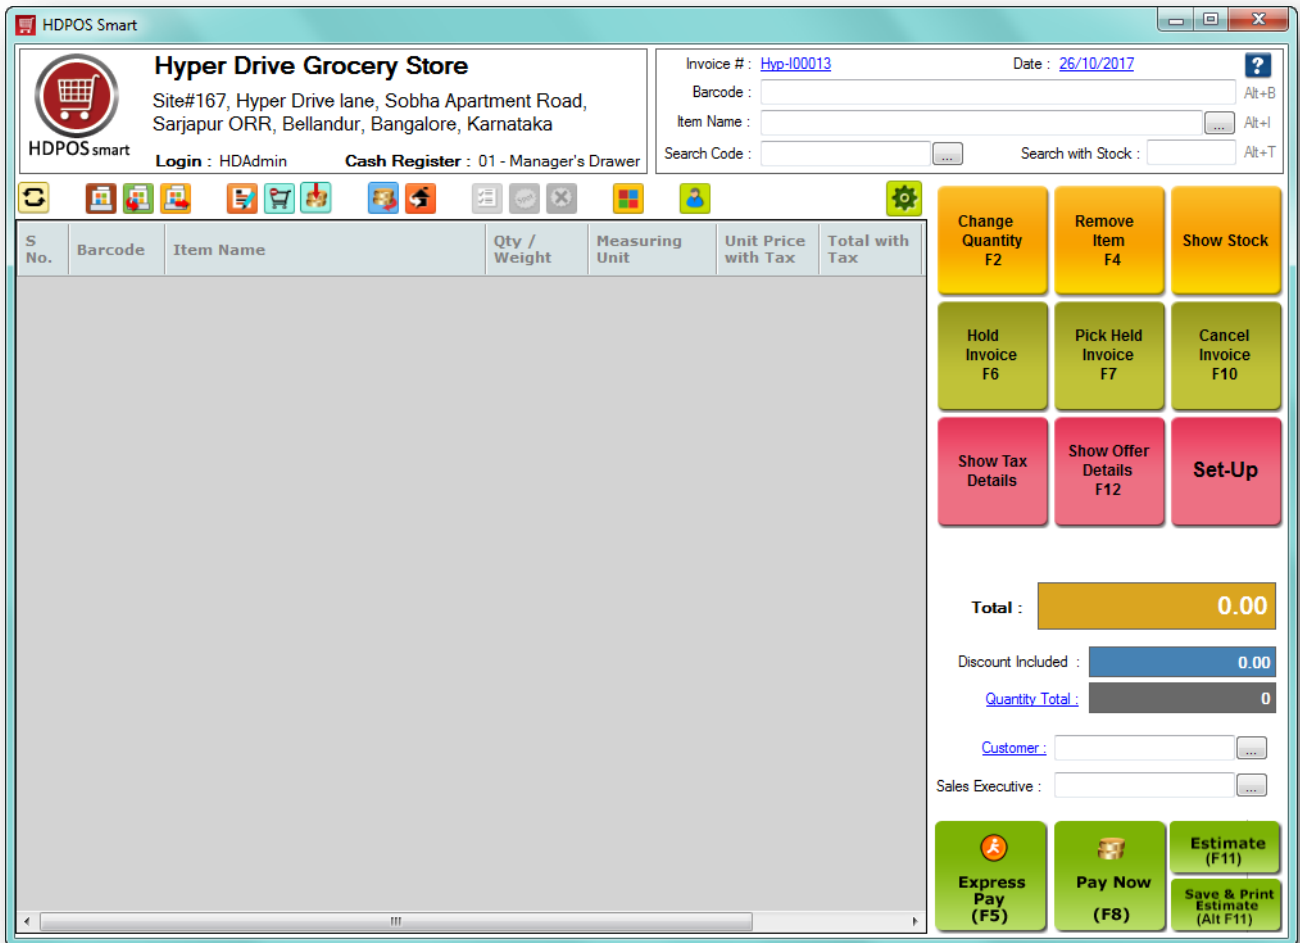 HDPOS Smart
HDPOS smart
Hyper Drive Grocery Store
Site#167, Hyper Drive lane, Sobha Apartment Road,
Sarjapur ORR, Bellandur, Bangalore, Karnataka
Login : HDAdmin Cash Register : 01 - Manager's Drawer
Invoice # : Hyp-I00013 Date : 26/10/2017 ?
Barcode : Alt+B
Item Name : ... Alt+I
Search Code : ... Search with Stock : Alt+T
S No. Barcode Item Name Qty / Weight Measuring Unit Unit Price with Tax Total with Tax
Change
Quantity
F2
Remove
Item
F4
Show Stock
Hold
Invoice
F6
Pick Held
Invoice
F7
Cancel
Invoice
F10
Show Tax
Details
Show Offer
Details
F12
Set-Up
Total : 0.00
Discount Included : 0.00
Quantity Total : 0
Customer : ...
Sales Executive : ...
Express
Pay
(F5)
Pay Now
(F8)
Estimate
(F11)
Save & Print
Estimate
(Alt F11)